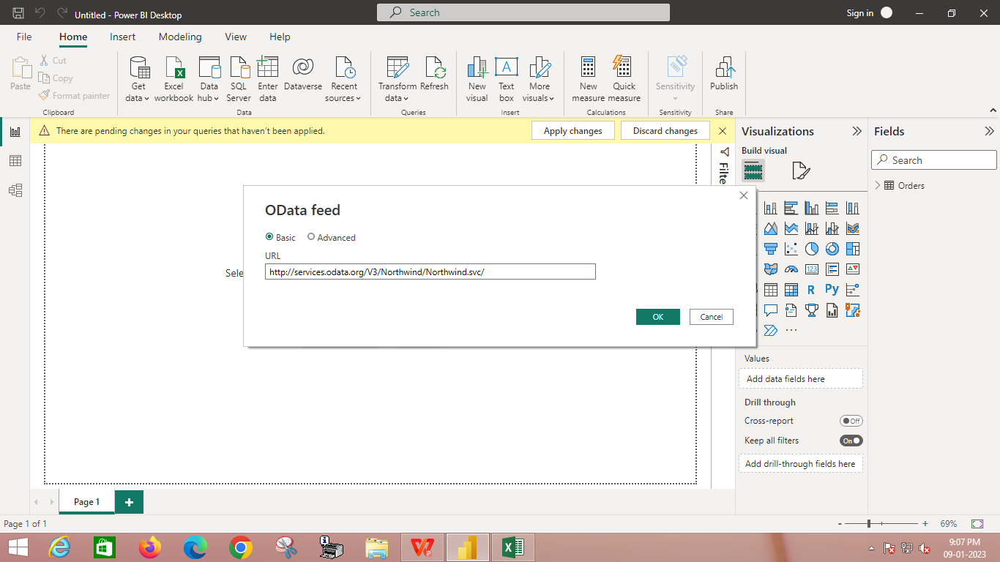 Untitled - Power BI Desktop
Search
Sign in
File Home Insert Modeling View Help
Paste
Cut
Copy
Format painter
Clipboard
Get data
Excel workbook
Data hub
SQL Server
Enter data
Dataverse
Recent sources
Data
Transform data
Refresh
Queries
New visual
Text box
More visuals
Insert
New measure
Quick measure
Calculations
Sensitivity
Sensitivity
Publish
Share
There are pending changes in your queries that haven't been applied.
Apply changes
Discard changes
Filte
Sele
OData feed
Basic Advanced
URL
http://services.odata.org/V3/Northwind/Northwind.svc/
OK Cancel
Visualizations
Build visual
123
R Py
Values
Add data fields here
Drill through
Cross-report Off
Keep all filters On
Add drill-through fields here
Fields
Search
Orders
Page 1
Page 1 of 1
- + 69%
9:07 PM
09-01-2023